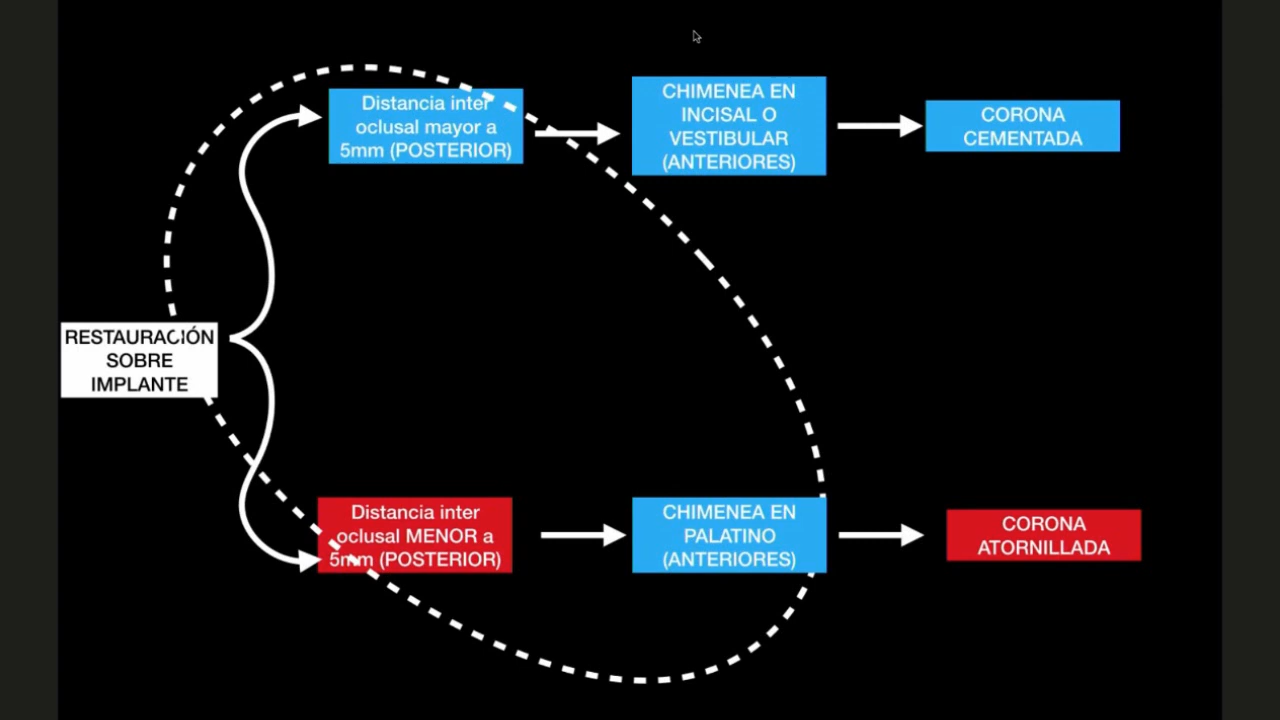 Distancia inter
oclusal mayor a
5mm (POSTERIOR)
CHIMENEA EN
INCISAL O
VESTIBULAR
(ANTERIORES)
CORONA
CEMENTADA
RESTAURACIÓN
SOBRE
IMPLANTE
Distancia inter
oclusal MENOR a
5mm (POSTERIOR)
CHIMENEA EN
PALATINO
(ANTERIORES)
CORONA
ATORNILLADA